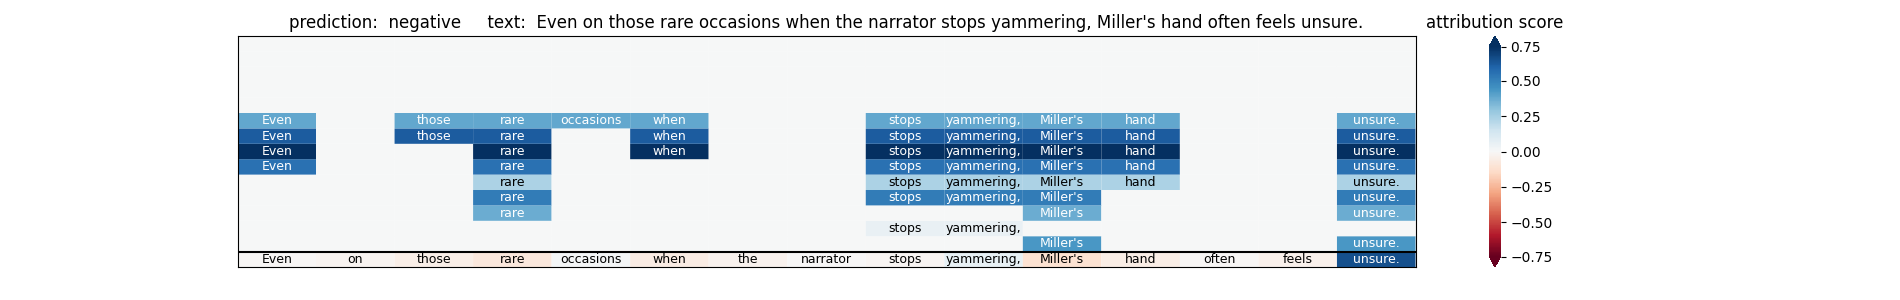 prediction:  negative     text:  Even on those rare occasions when the narrator stops yammering, Miller's hand often feels unsure.
attribution score
Even those rare occasions when stops yammering, Miller's hand unsure.
Even those rare when stops yammering, Miller's hand unsure.
Even rare when stops yammering, Miller's hand unsure.
Even rare stops yammering, Miller's hand unsure.
rare stops yammering, Miller's hand unsure.
rare stops yammering, Miller's unsure.
rare Miller's unsure.
stops yammering,
Miller's unsure.
Even on those rare occasions when the narrator stops yammering, Miller's hand often feels unsure.
0.75
0.50
0.25
0.00
−0.25
−0.50
−0.75